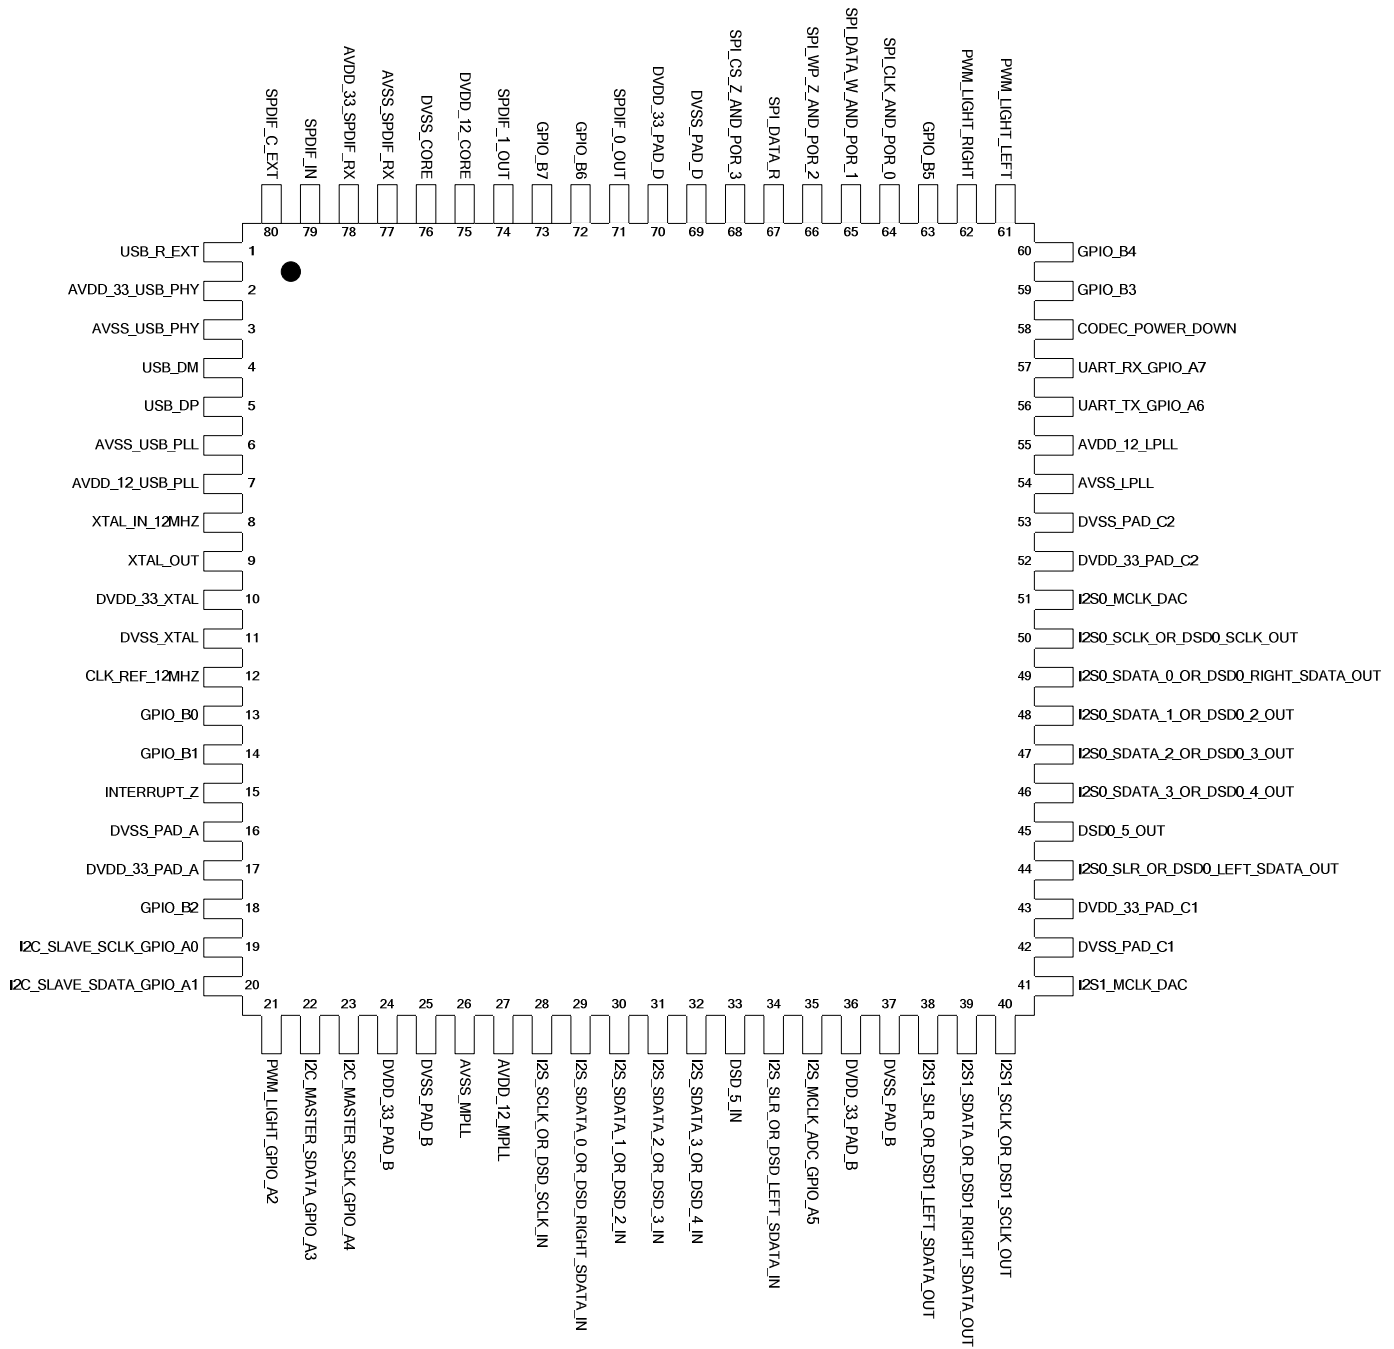 SPDIF_C_EXT
SPDIF_IN
AVDD_33_SPDIF_RX
AVSS_SPDIF_RX
DVSS_CORE
DVDD_12_CORE
SPDIF_1_OUT
GPIO_B7
GPIO_B6
SPDIF_0_OUT
DVDD_33_PAD_D
DVSS_PAD_D
SPI_CS_Z_AND_POR_3
SPI_DATA_R
SPI_WP_Z_AND_POR_2
SPI_DATA_W_AND_POR_1
SPI_CLK_AND_POR_0
GPIO_B5
PWM_LIGHT_RIGHT
PWM_LIGHT_LEFT
80 79 78 77 76 75 74 73 72 71 70 69 68 67 66 65 64 63 62 61
USB_R_EXT 1
AVDD_33_USB_PHY 2
AVSS_USB_PHY 3
USB_DM 4
USB_DP 5
AVSS_USB_PLL 6
AVDD_12_USB_PLL 7
XTAL_IN_12MHZ 8
XTAL_OUT 9
DVDD_33_XTAL 10
DVSS_XTAL 11
CLK_REF_12MHZ 12
GPIO_B0 13
GPIO_B1 14
INTERRUPT_Z 15
DVSS_PAD_A 16
DVDD_33_PAD_A 17
GPIO_B2 18
I2C_SLAVE_SCLK_GPIO_A0 19
I2C_SLAVE_SDATA_GPIO_A1 20
60 GPIO_B4
59 GPIO_B3
58 CODEC_POWER_DOWN
57 UART_RX_GPIO_A7
56 UART_TX_GPIO_A6
55 AVDD_12_LPLL
54 AVSS_LPLL
53 DVSS_PAD_C2
52 DVDD_33_PAD_C2
51 I2S0_MCLK_DAC
50 I2S0_SCLK_OR_DSD0_SCLK_OUT
49 I2S0_SDATA_0_OR_DSD0_RIGHT_SDATA_OUT
48 I2S0_SDATA_1_OR_DSD0_2_OUT
47 I2S0_SDATA_2_OR_DSD0_3_OUT
46 I2S0_SDATA_3_OR_DSD0_4_OUT
45 DSD0_5_OUT
44 I2S0_SLR_OR_DSD0_LEFT_SDATA_OUT
43 DVDD_33_PAD_C1
42 DVSS_PAD_C1
41 I2S1_MCLK_DAC
21 22 23 24 25 26 27 28 29 30 31 32 33 34 35 36 37 38 39 40
PWM_LIGHT_GPIO_A2
I2C_MASTER_SDATA_GPIO_A3
I2C_MASTER_SCLK_GPIO_A4
DVDD_33_PAD_B
DVSS_PAD_B
AVSS_MPLL
AVDD_12_MPLL
I2S_SCLK_OR_DSD_SCLK_IN
I2S_SDATA_0_OR_DSD_RIGHT_SDATA_IN
I2S_SDATA_1_OR_DSD_2_IN
I2S_SDATA_2_OR_DSD_3_IN
I2S_SDATA_3_OR_DSD_4_IN
DSD_5_IN
I2S_SLR_OR_DSD_LEFT_SDATA_IN
I2S_MCLK_ADC_GPIO_A5
DVDD_33_PAD_B
DVSS_PAD_B
I2S1_SLR_OR_DSD1_LEFT_SDATA_OUT
I2S1_SDATA_OR_DSD1_RIGHT_SDATA_OUT
I2S1_SCLK_OR_DSD1_SCLK_OUT